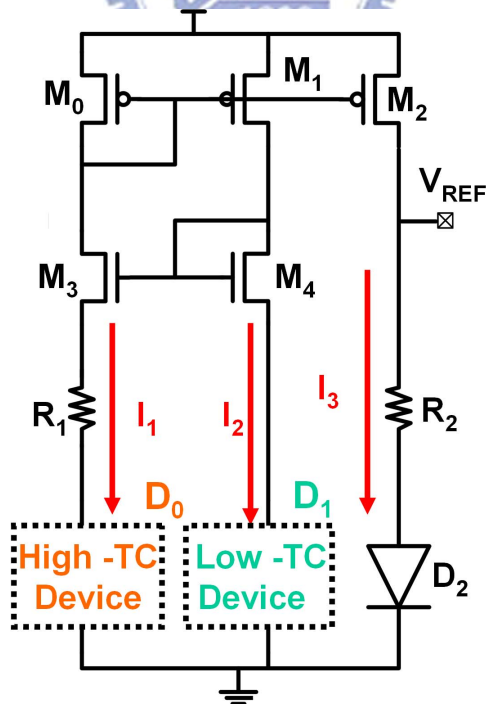 M₀
M₁
M₂
V_REF
M₃
M₄
R₁
I₁
I₂
I₃
R₂
D₀
D₁
High -TC
Device
Low -TC
Device
D₂